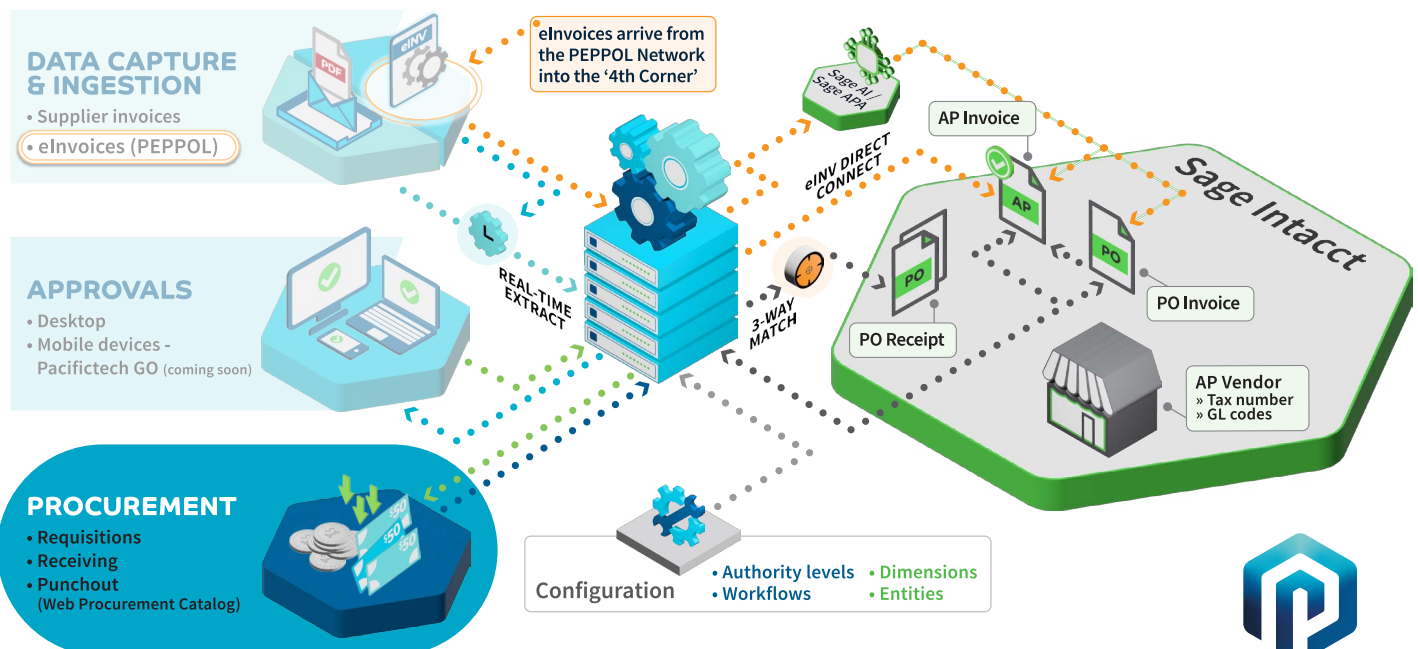 DATA CAPTURE
& INGESTION
• Supplier invoices
• eInvoices (PEPPOL)
PDF
eINV
eInvoices arrive from
the PEPPOL Network
into the ‘4th Corner’
Sage AI /
Sage APA
eINV DIRECT
CONNECT
AP Invoice
AP
Sage Intacct
PO
PO
PO Invoice
PO Receipt
REAL-TIME
EXTRACT
3-WAY
MATCH
APPROVALS
• Desktop
• Mobile devices -
Pacifictech GO (coming soon)
AP Vendor
» Tax number
» GL codes
PROCUREMENT
• Requisitions
• Receiving
• Punchout
(Web Procurement Catalog)
$50
$50
$50
Configuration
• Authority levels
• Workflows
• Dimensions
• Entities